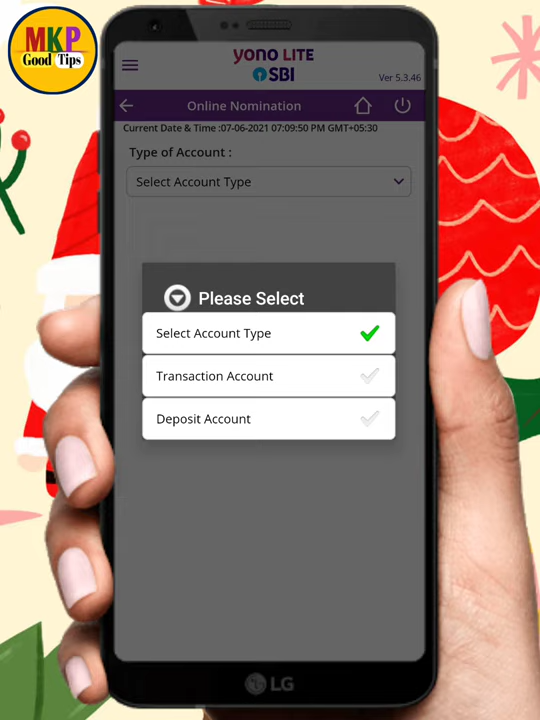 MKP
Good Tips
yono LITE
SBI
Ver 5.3.46
Online Nomination
Current Date & Time :07-06-2021 07:09:50 PM GMT+05:30
Type of Account :
Select Account Type
Please Select
Select Account Type
Transaction Account
Deposit Account
LG